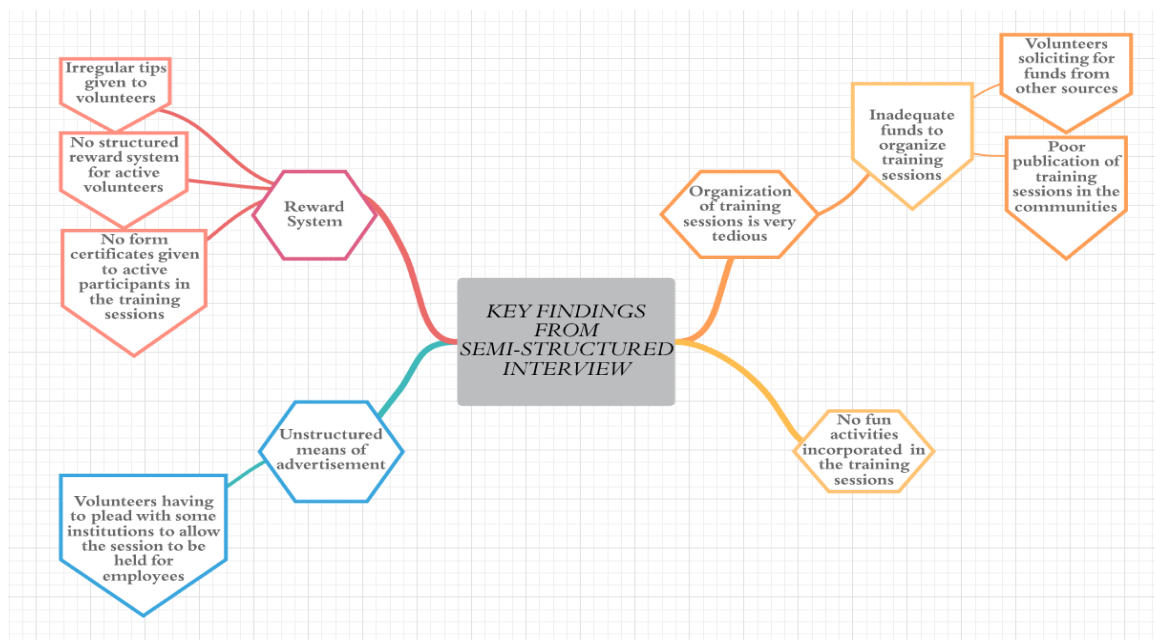 Irregular tips
given to
volunteers
No structured
reward system
for active
volunteers
No form
certificates given
to active
participants in
the training
sessions
Reward
System
Unstructured
means of
advertisement
Volunteers having
to plead with some
institutions to allow
the session to be
held for
employees
KEY FINDINGS
FROM
SEMI-STRUCTURED
INTERVIEW
Organization
of training
sessions is very
tedious
Inadequate
funds to
organize
training
sessions
Volunteers
soliciting for
funds from
other sources
Poor
publication of
training
sessions in the
communities
No fun
activities
incorporated in
the training
sessions